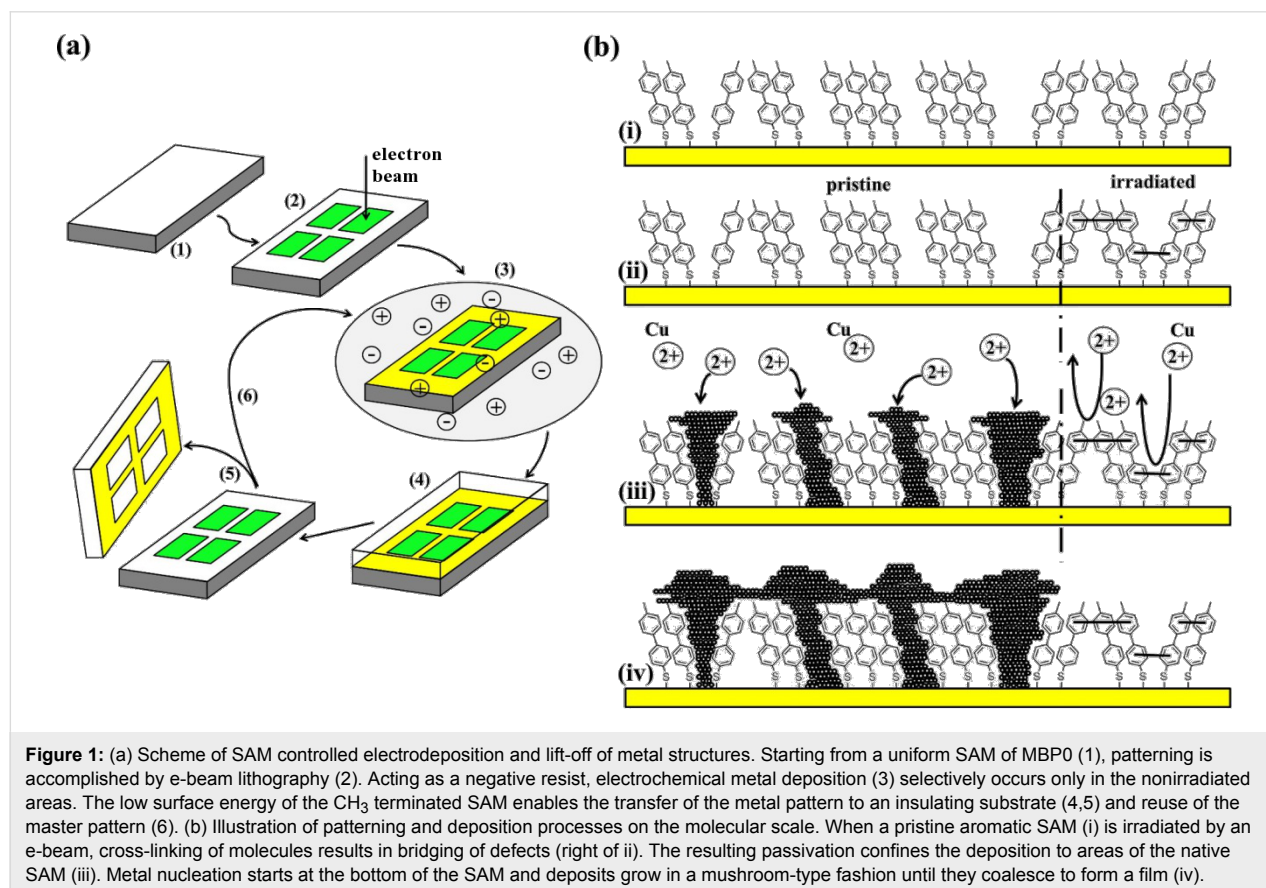 (a)
electron
beam
(1)
(2)
(3)
(4)
(5)
(6)
(b)
(i)
pristine
irradiated
(ii)
Cu
2+
2+
2+
Cu
2+
2+
2+
2+
2+
Cu
2+
(iii)
(iv)
Figure 1: (a) Scheme of SAM controlled electrodeposition and lift-off of metal structures. Starting from a uniform SAM of MBP0 (1), patterning is
accomplished by e-beam lithography (2). Acting as a negative resist, electrochemical metal deposition (3) selectively occurs only in the nonirradiated
areas. The low surface energy of the CH3 terminated SAM enables the transfer of the metal pattern to an insulating substrate (4,5) and reuse of the
master pattern (6). (b) Illustration of patterning and deposition processes on the molecular scale. When a pristine aromatic SAM (i) is irradiated by an
e-beam, cross-linking of molecules results in bridging of defects (right of ii). The resulting passivation confines the deposition to areas of the native
SAM (iii). Metal nucleation starts at the bottom of the SAM and deposits grow in a mushroom-type fashion until they coalesce to form a film (iv).